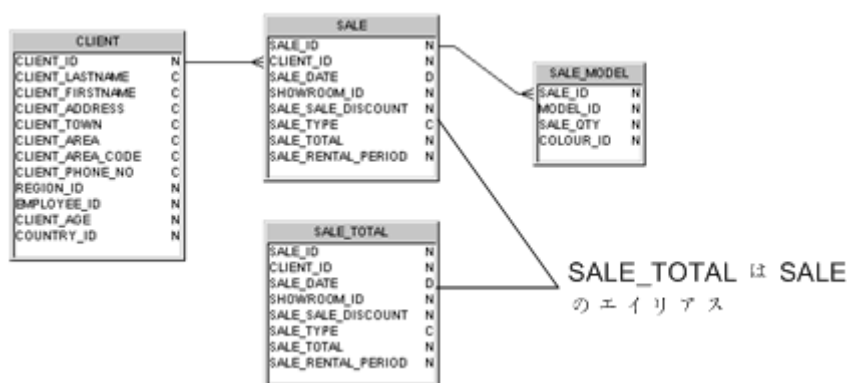 CLIENT
CLIENT_ID N
CLIENT_LASTNAME C
CLIENT_FIRSTNAME C
CLIENT_ADDRESS C
CLIENT_TOWN C
CLIENT_AREA C
CLIENT_AREA_CODE C
CLIENT_PHONE_NO C
REGION_ID N
EMPLOYEE_ID N
CLIENT_AGE N
COUNTRY_ID N
SALE
SALE_ID N
CLIENT_ID N
SALE_DATE D
SHOWROOM_ID N
SALE_SALE_DISCOUNT N
SALE_TYPE C
SALE_TOTAL N
SALE_RENTAL_PERIOD N
SALE_MODEL
SALE_ID N
MODEL_ID N
SALE_QTY N
COLOUR_ID N
SALE_TOTAL
SALE_ID N
CLIENT_ID N
SALE_DATE D
SHOWROOM_ID N
SALE_SALE_DISCOUNT N
SALE_TYPE C
SALE_TOTAL N
SALE_RENTAL_PERIOD N
SALE_TOTAL は SALE
のエイリアス